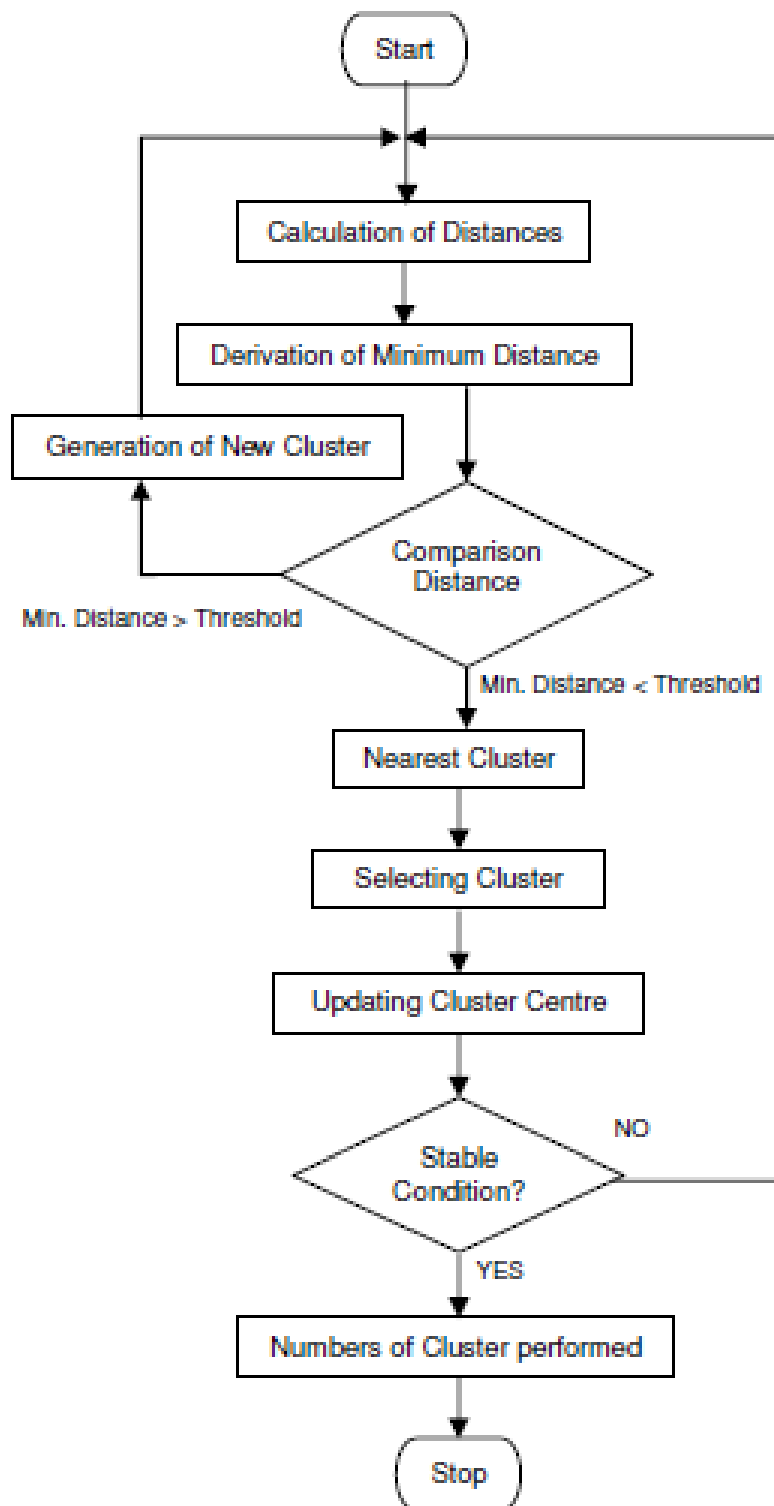 Start
Calculation of Distances
Derivation of Minimum Distance
Generation of New Cluster
Comparison
Distance
Min. Distance > Threshold
Min. Distance < Threshold
Nearest Cluster
Selecting Cluster
Updating Cluster Centre
Stable
Condition?
NO
YES
Numbers of Cluster performed
Stop